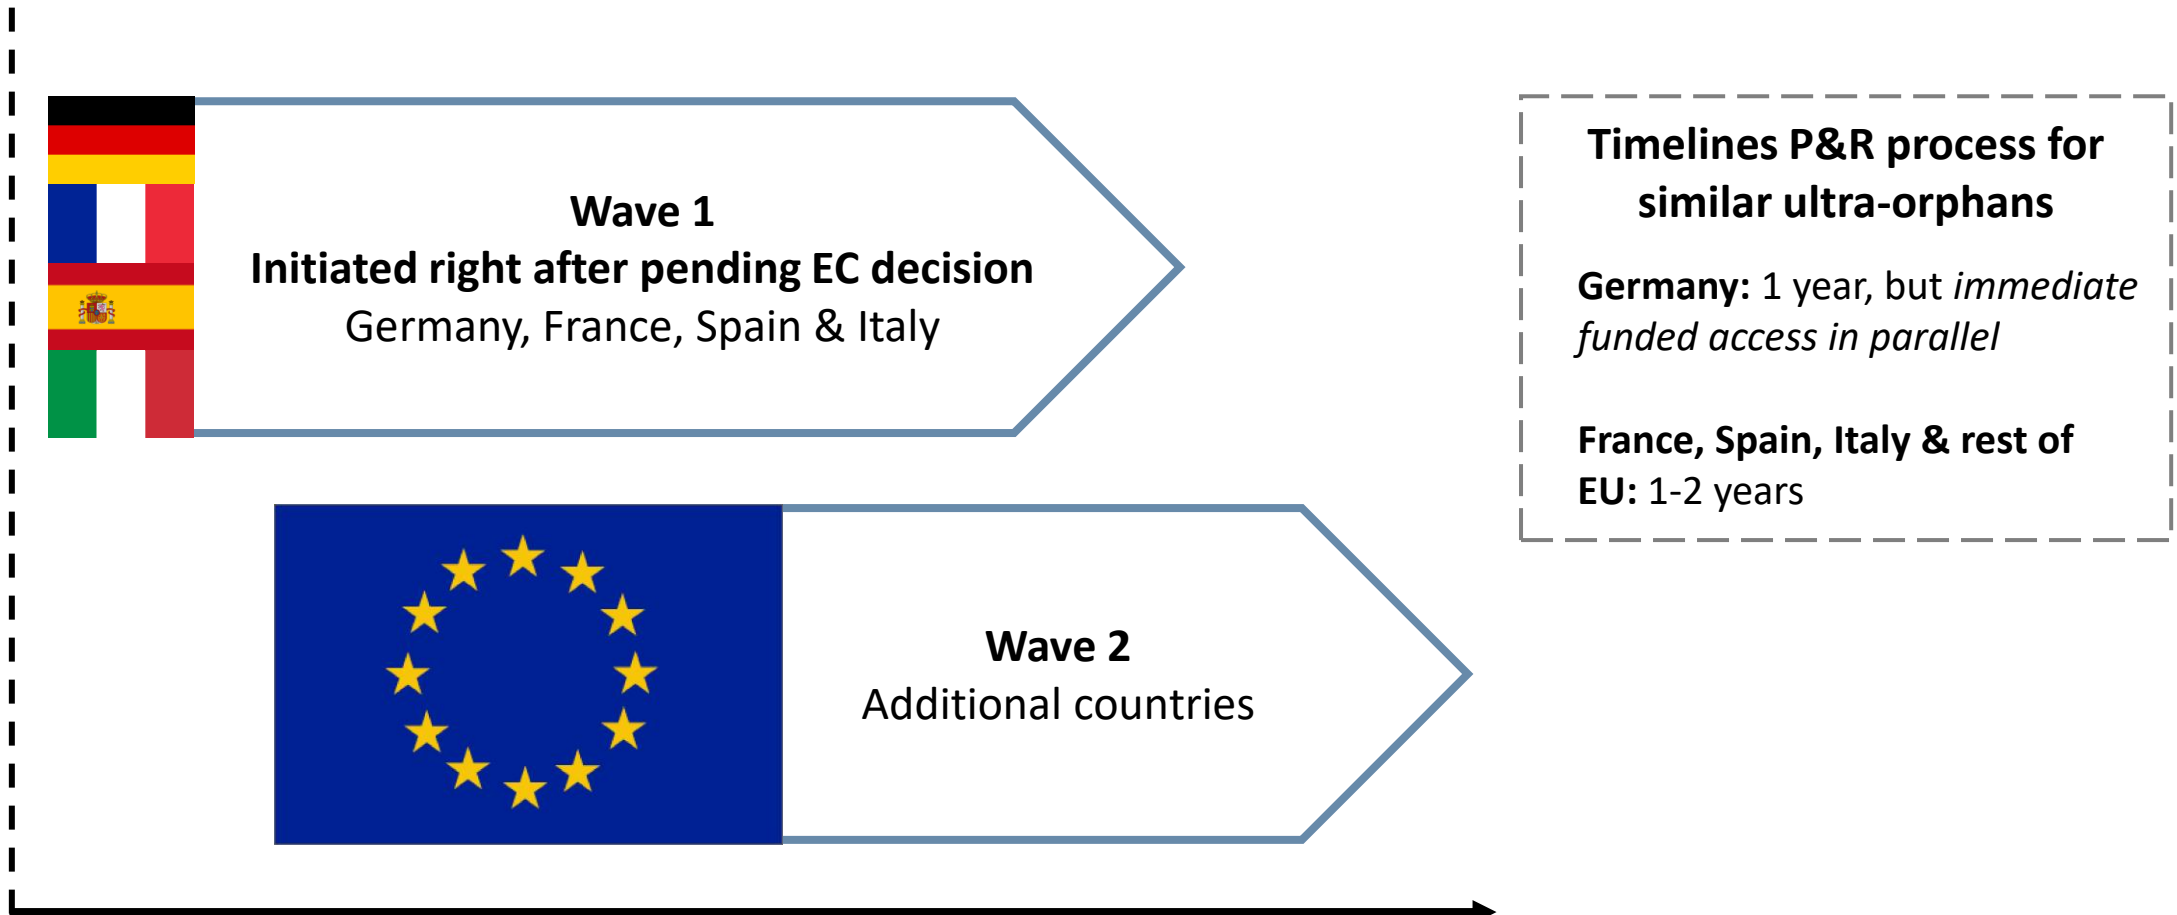 Wave 1
Initiated right after pending EC decision
Germany, France, Spain & Italy
Wave 2
Additional countries
Timelines P&R process for
similar ultra-orphans
Germany: 1 year, but immediate
funded access in parallel
France, Spain, Italy & rest of
EU: 1-2 years